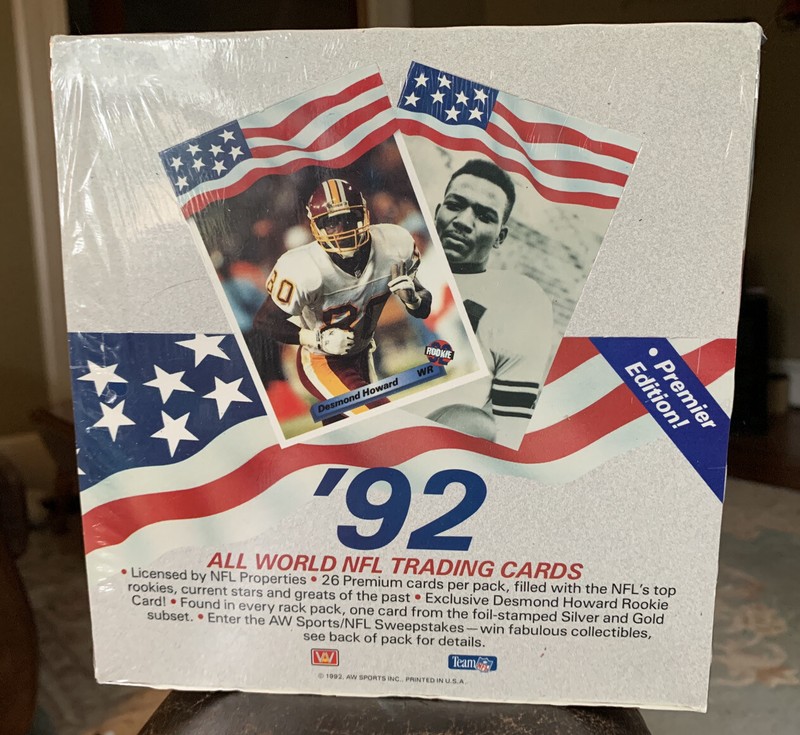 80
ROOKIE
Desmond Howard WR
• Premier
Edition!
'92
ALL WORLD NFL TRADING CARDS
• Licensed by NFL Properties • 26 Premium cards per pack, filled with the NFL's top
rookies, current stars and greats of the past • Exclusive Desmond Howard Rookie
Card! • Found in every rack pack, one card from the foil-stamped Silver and Gold
subset. • Enter the AW Sports/NFL Sweepstakes—win fabulous collectibles,
see back of pack for details.
AW
Team NFL
© 1992, AW SPORTS INC., PRINTED IN U.S.A.